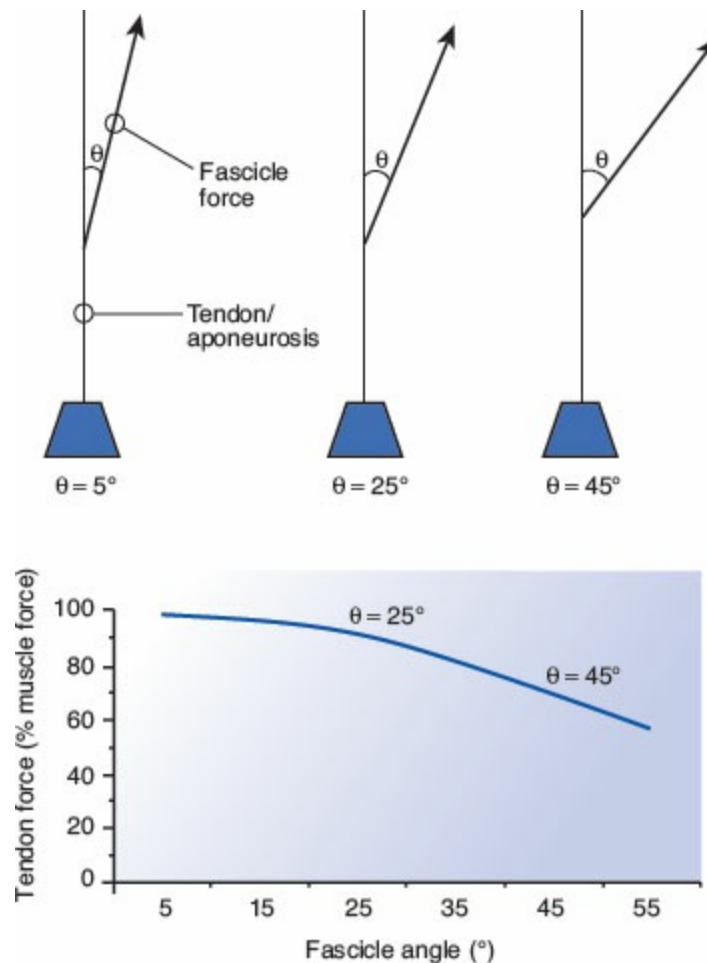 θ
Fascicle
force
Tendon/
aponeurosis
θ = 5°
θ
θ = 25°
θ
θ = 45°
Tendon force (% muscle force)
100
80
60
40
20
0
θ = 25°
θ = 45°
5 15 25 35 45 55
Fascicle angle (°)